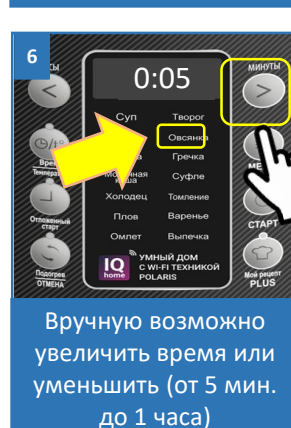 6
МИНУТЫ
0:05
Суп Творог
Овсянка
Гречка
Суфле
Холодец Томление
Плов Варенье
Омлет Выпечка
Отложенный
старт
СТАРТ
Подогрев
ОТМЕНА
Мой рецепт
PLUS
IQ
home
УМНЫЙ ДОМ
С WI-FI ТЕХНИКОЙ
POLARIS
Вручную возможно
увеличить время или
уменьшить (от 5 мин.
до 1 часа)